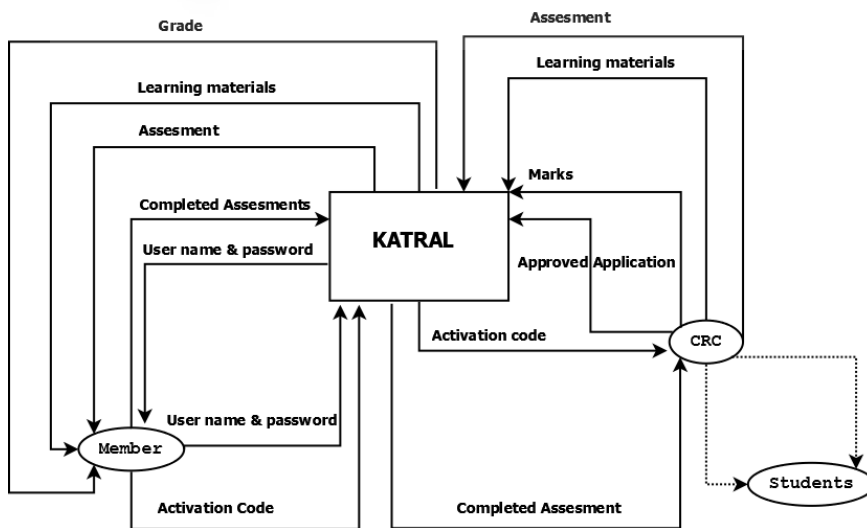 Grade
Assesment
Learning materials
Learning materials
Assesment
Marks
Completed Assesments
KATRAL
User name & password
Approved Application
Activation code
CRC
User name & password
Member
Students
Activation Code
Completed Assesment